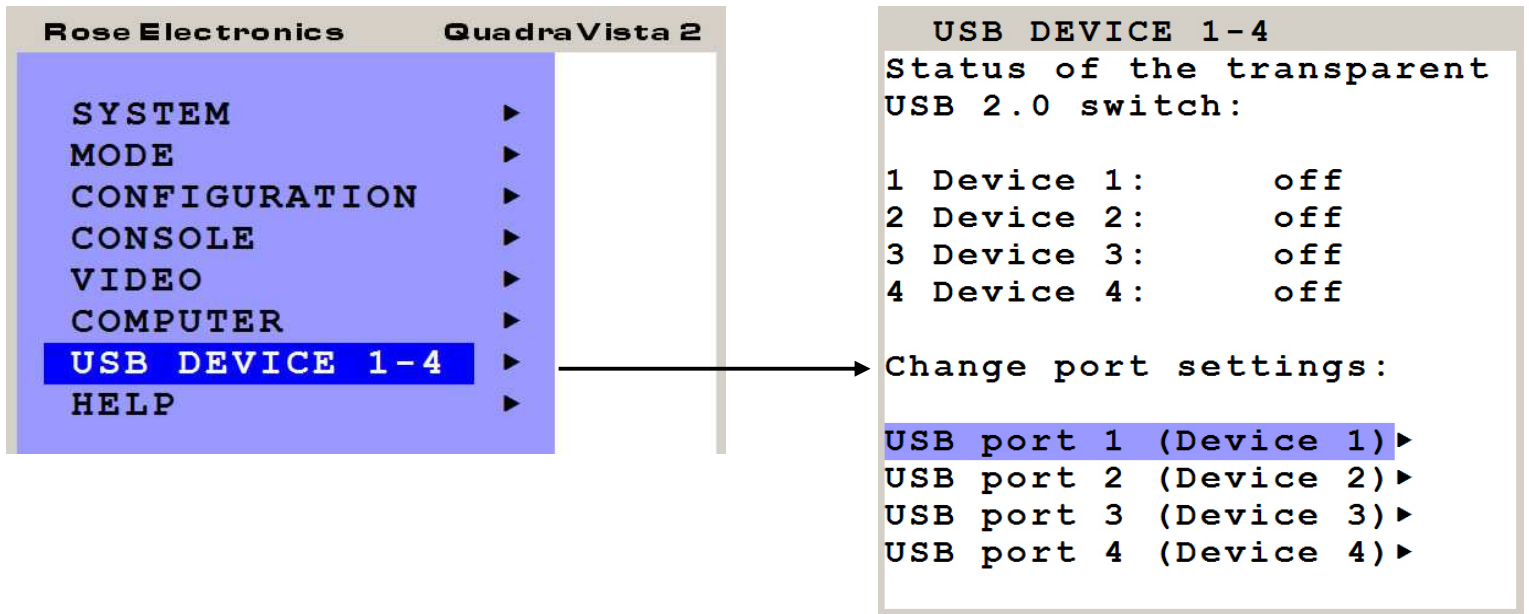 Rose Electronics QuadraVista 2
SYSTEM ►
MODE ►
CONFIGURATION ►
CONSOLE ►
VIDEO ►
COMPUTER ►
USB DEVICE 1-4 ►
HELP ►
USB DEVICE 1-4
Status of the transparent
USB 2.0 switch:
1 Device 1: off
2 Device 2: off
3 Device 3: off
4 Device 4: off
Change port settings:
USB port 1 (Device 1)►
USB port 2 (Device 2)►
USB port 3 (Device 3)►
USB port 4 (Device 4)►